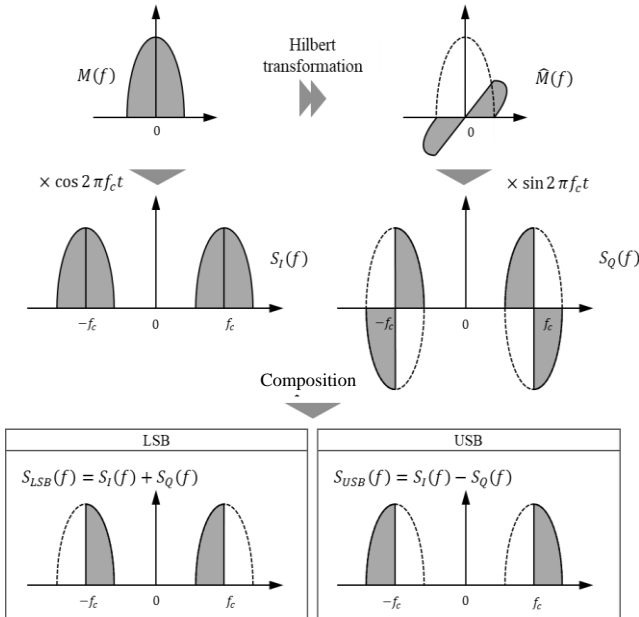 M(f)
0
Hilbert
transformation
M̂(f)
0
× cos 2πf_c t
× sin 2πf_c t
S_I(f)
−f_c
0
f_c
S_Q(f)
−f_c
0
f_c
Composition
LSB
S_LSB(f) = S_I(f) + S_Q(f)
−f_c
0
f_c
USB
S_USB(f) = S_I(f) − S_Q(f)
−f_c
0
f_c